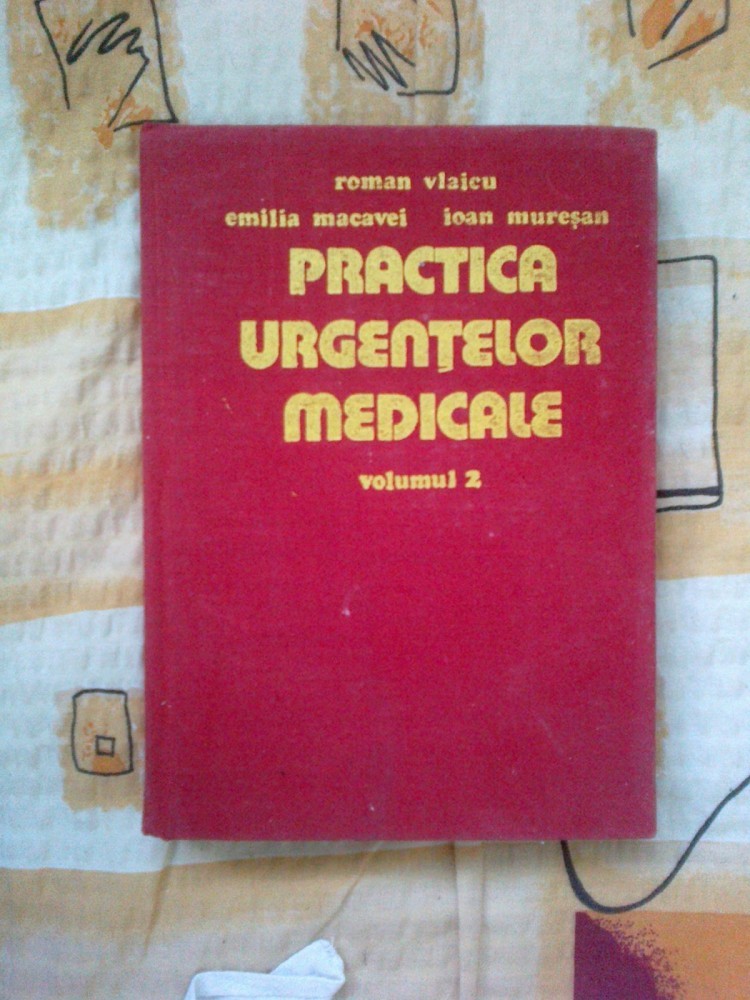 roman vlaicu
emilia macavei ioan mureșan
PRACTICA
URGENȚELOR
MEDICALE
volumul 2